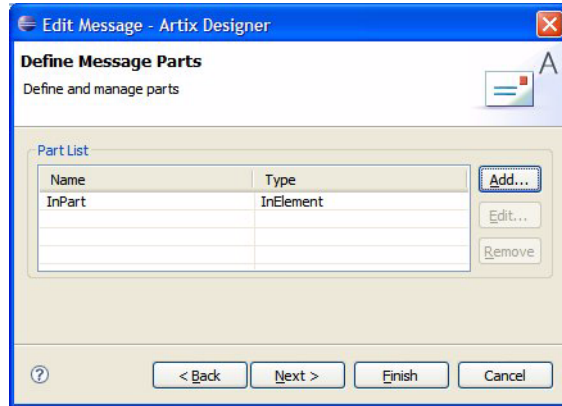 Edit Message - Artix Designer
Define Message Parts
Define and manage parts
A
Part List
Name Type
InPart InElement
Add...
Edit...
Remove
?
< Back Next > Finish Cancel